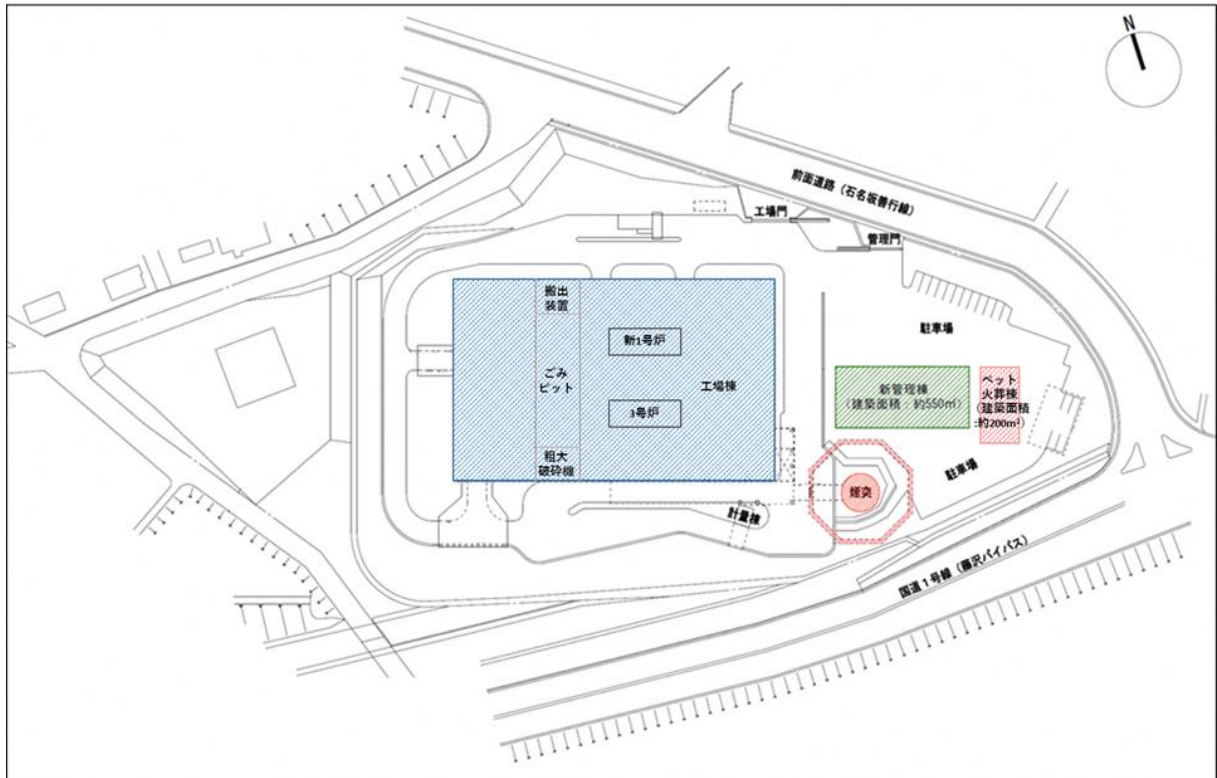 N
前面道路（石名坂善行線）
工場門
管理門
搬出
装置
新1号炉
駐車場
ごみ
ピット
工場棟
新管理棟
（建築面積：約550㎡）
ペット
火葬棟
（建築面積
:約200m²）
3号炉
粗大
破砕機
煙突
駐車場
計量棟
国道1号線（藤沢バイパス）